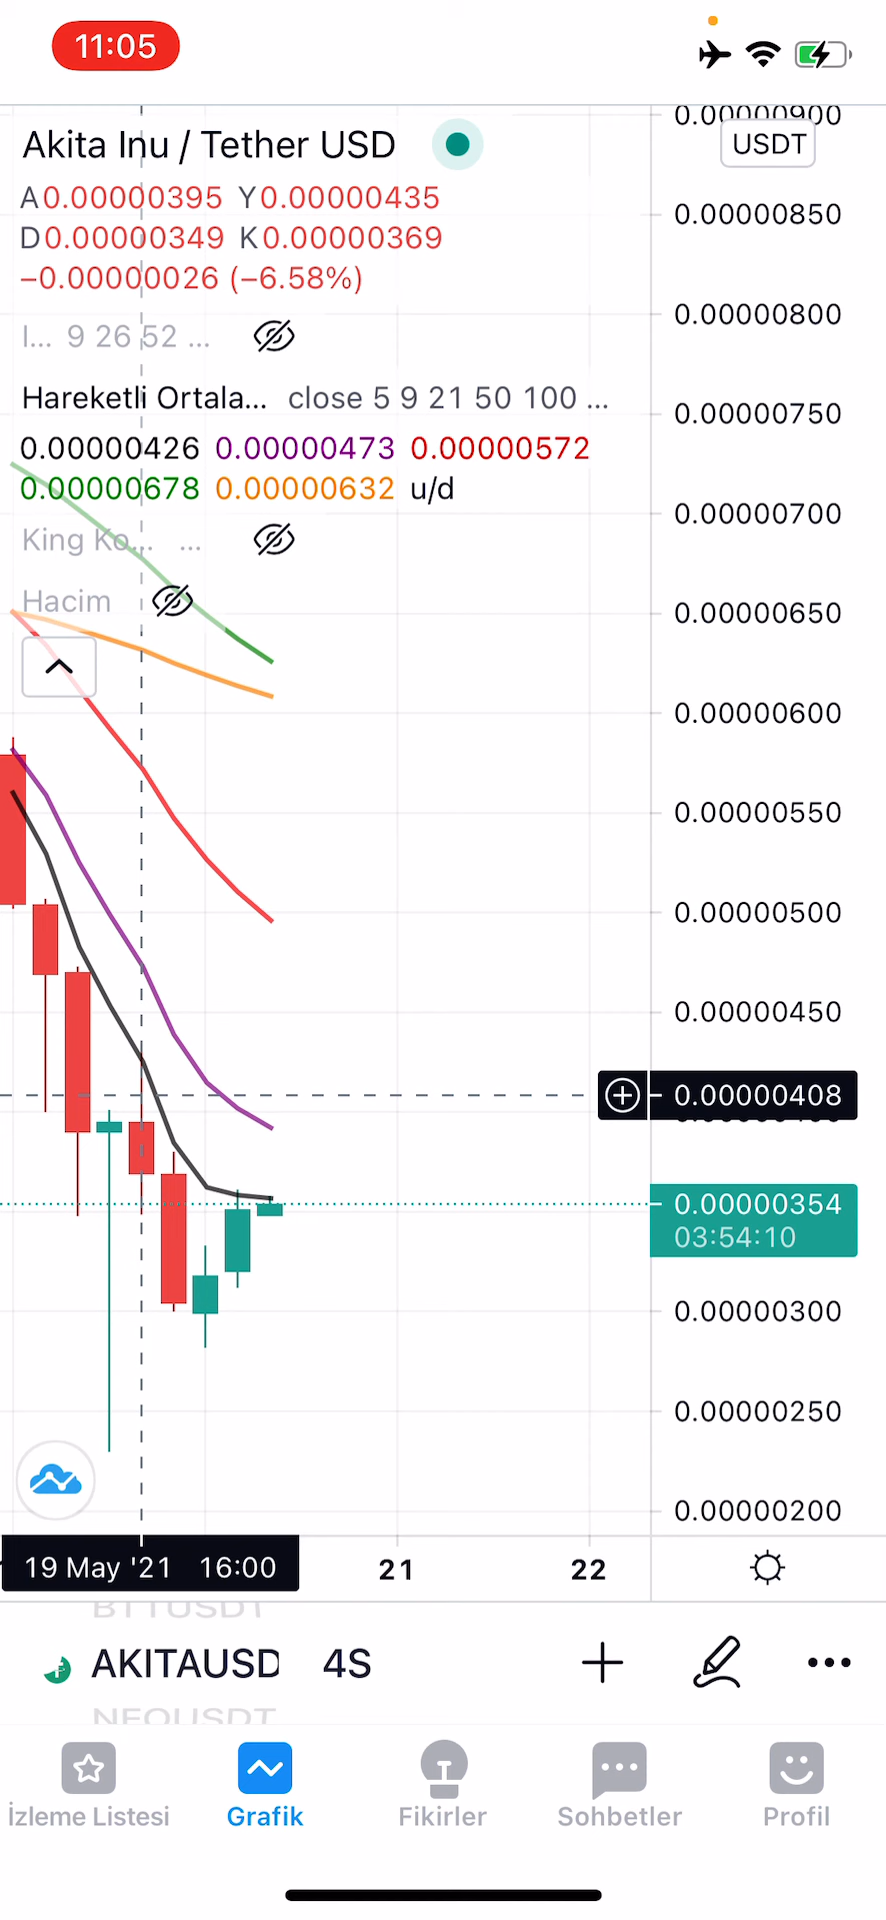 11:05
0.00000900
Akita Inu / Tether USD
USDT
A0.00000395 Y0.00000435
D0.00000349 K0.00000369
−0.00000026 (−6.58%)
0.00000850
0.00000800
I... 9 26 52 ...
Hareketli Ortala... close 5 9 21 50 100 ...
0.00000750
0.00000426 0.00000473 0.00000572
0.00000678 0.00000632 u/d
0.00000700
King Ko... ...
Hacim
0.00000650
0.00000600
0.00000550
0.00000500
0.00000450
0.00000408
0.00000354
03:54:10
0.00000300
0.00000250
0.00000200
19 May '21 16:00
21
22
BTTUSDT
AKITAUSD 4S
NEOUSDT
İzleme Listesi
Grafik
Fikirler
Sohbetler
Profil